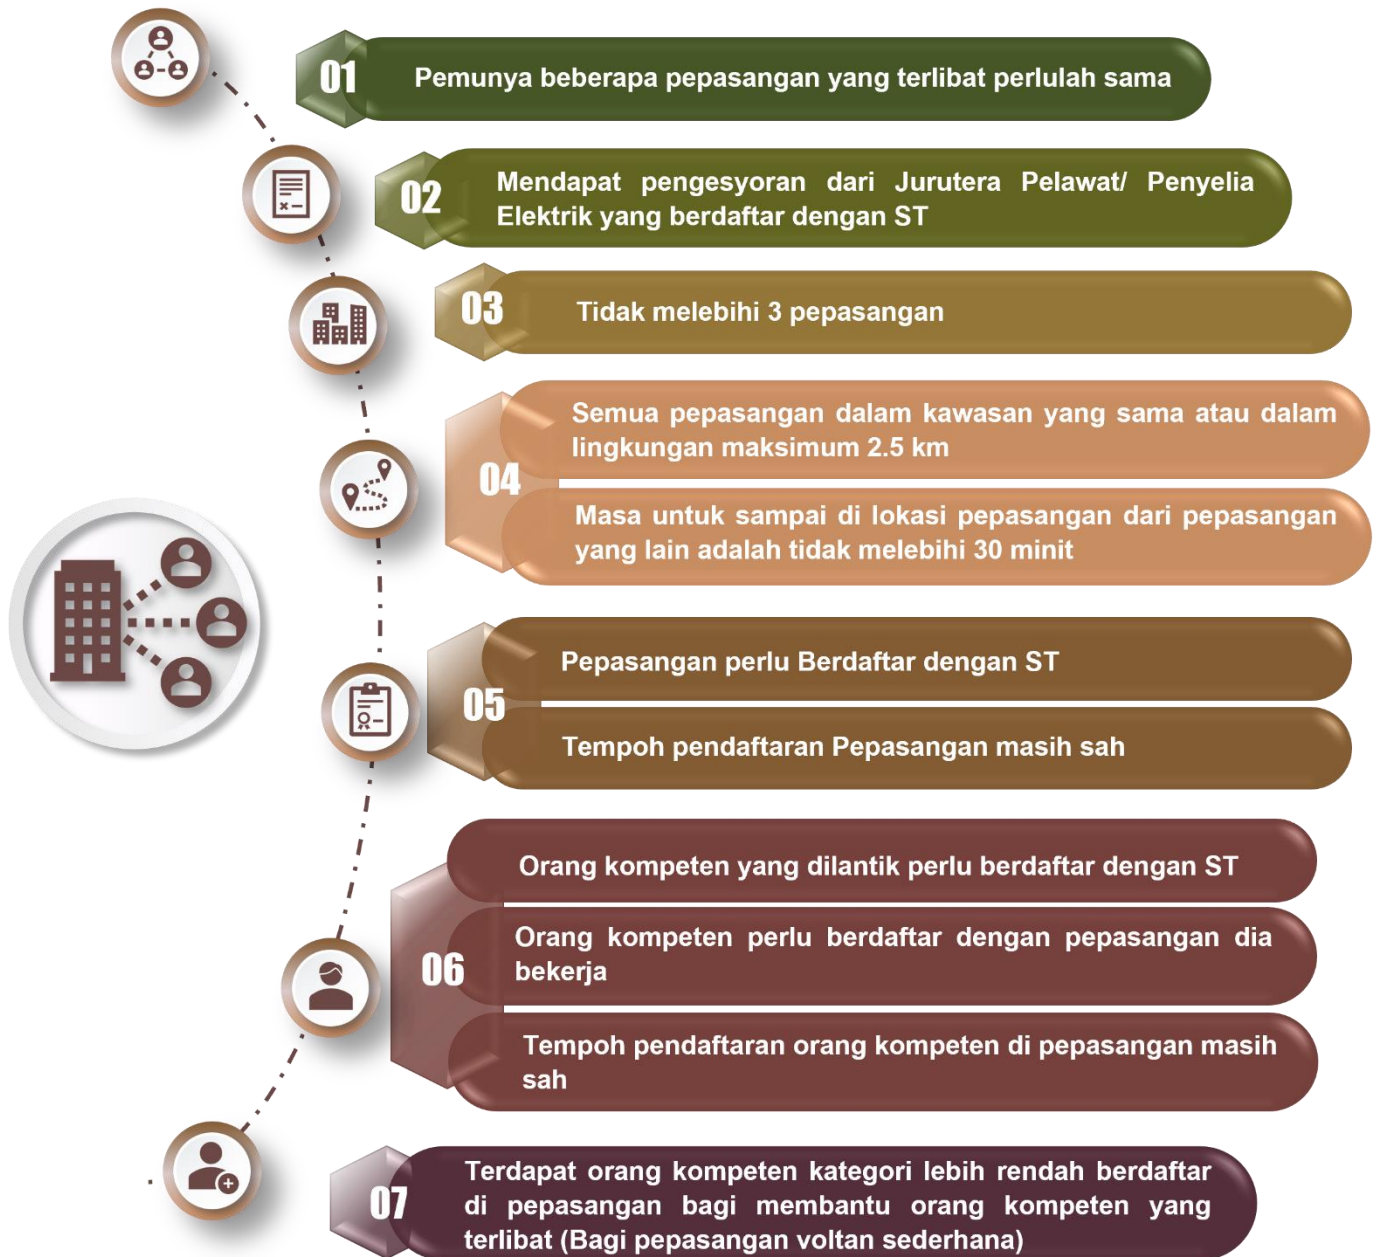 01
Pemunya beberapa pepasangan yang terlibat perlulah sama
02
Mendapat pengesyoran dari Jurutera Pelawat/ Penyelia
Elektrik yang berdaftar dengan ST
03
Tidak melebihi 3 pepasangan
04
Semua pepasangan dalam kawasan yang sama atau dalam
lingkungan maksimum 2.5 km
Masa untuk sampai di lokasi pepasangan dari pepasangan
yang lain adalah tidak melebihi 30 minit
05
Pepasangan perlu Berdaftar dengan ST
Tempoh pendaftaran Pepasangan masih sah
06
Orang kompeten yang dilantik perlu berdaftar dengan ST
Orang kompeten perlu berdaftar dengan pepasangan dia
bekerja
Tempoh pendaftaran orang kompeten di pepasangan masih
sah
07
Terdapat orang kompeten kategori lebih rendah berdaftar
di pepasangan bagi membantu orang kompeten yang
terlibat (Bagi pepasangan voltan sederhana)